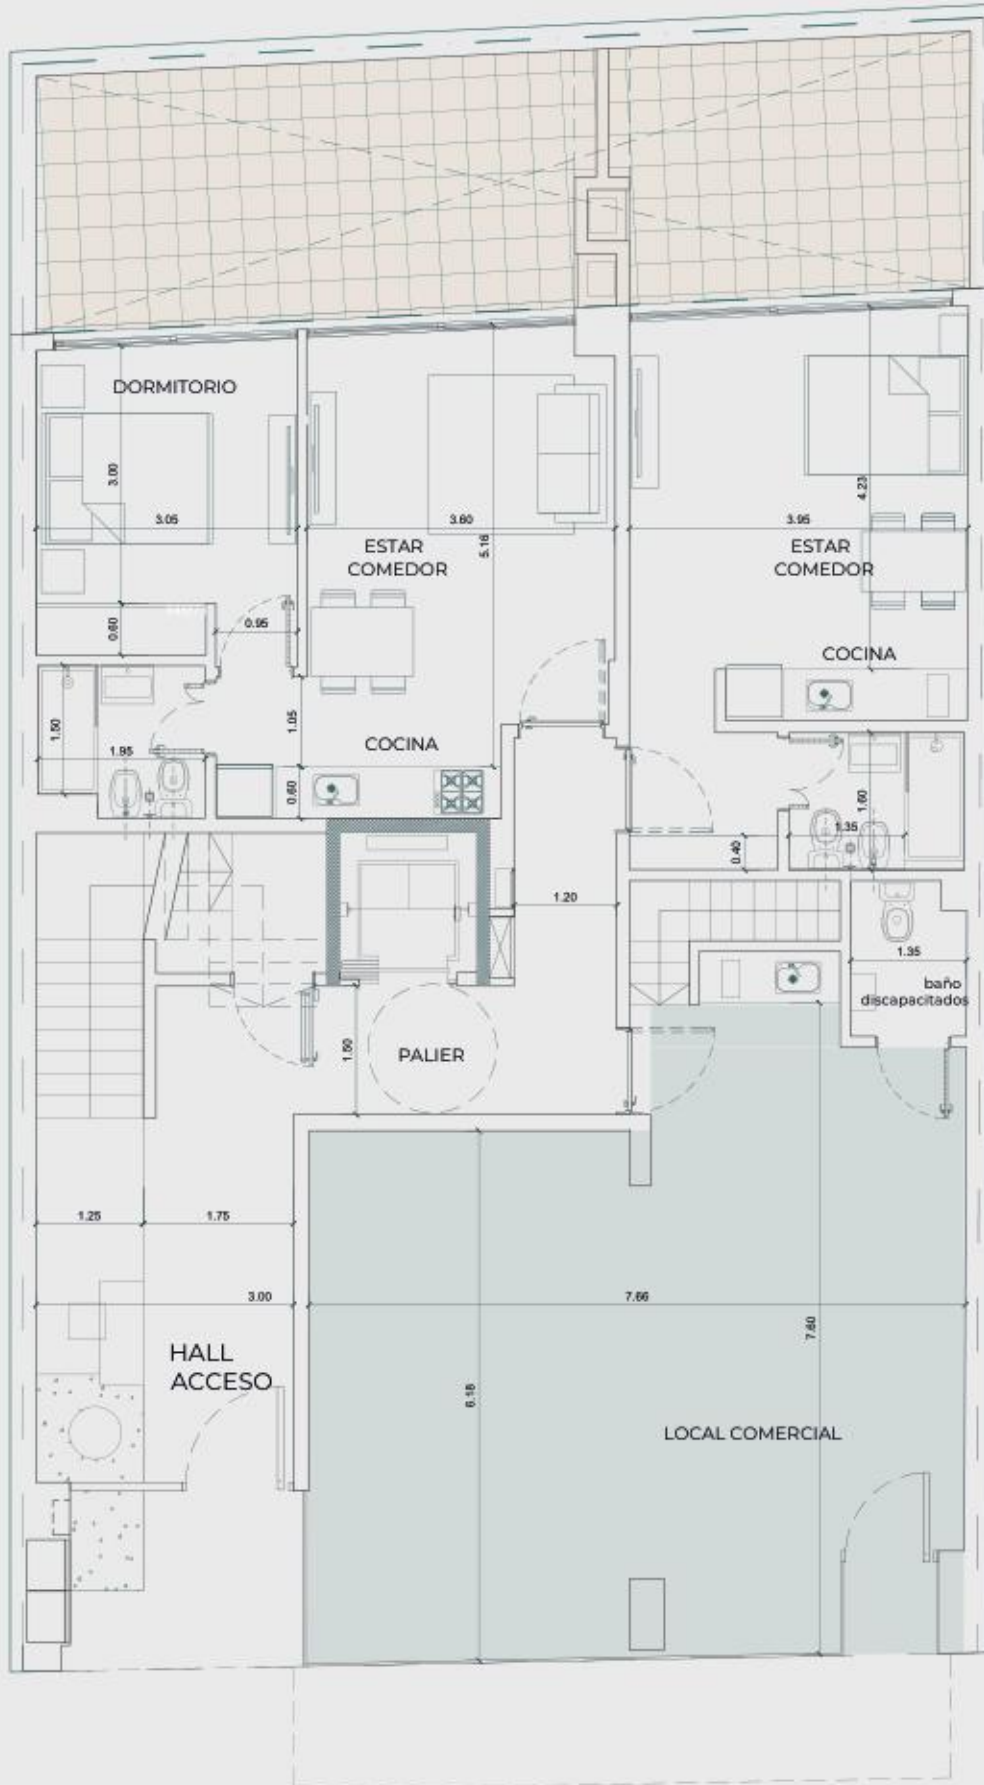 DORMITORIO
3.00
3.05
3.60
5.16
ESTAR
COMEDOR
4.23
3.95
ESTAR
COMEDOR
0.60
0.95
COCINA
1.50
1.95
1.05
0.60
COCINA
1.60
1.35
0.40
1.20
1.35
baño
discapacitados
1.50
PALIER
1.25
1.75
3.00
7.66
7.60
6.18
HALL
ACCESO
LOCAL COMERCIAL